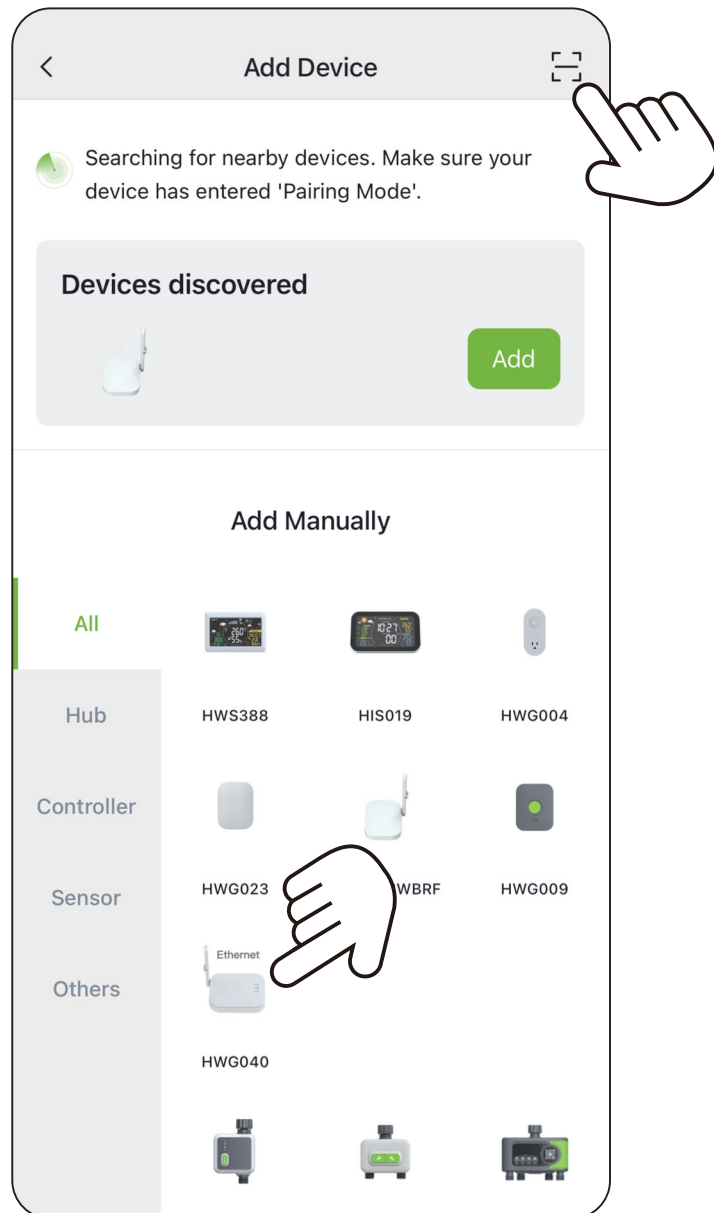 Add Device
Searching for nearby devices. Make sure your
device has entered 'Pairing Mode'.
Devices discovered
Add
Add Manually
All
Hub
Controller
Sensor
Others
HWS388
HIS019
HWG004
HWG023
WBRF
HWG009
Ethernet
HWG040